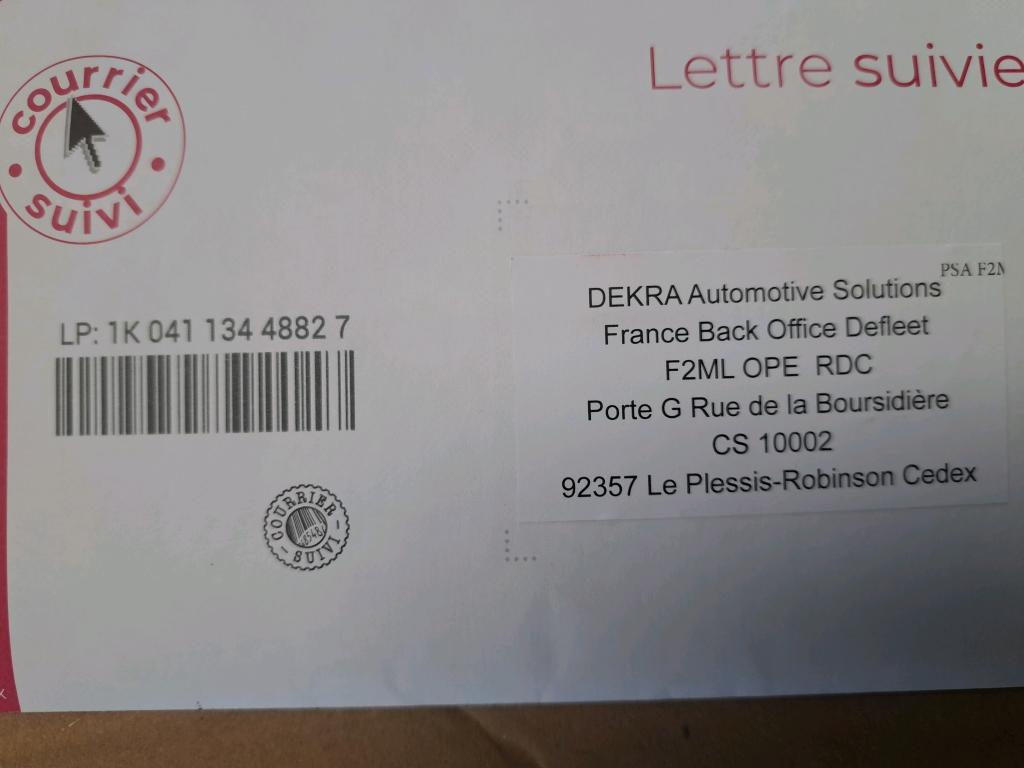 courrier
suivi
Lettre suivie
LP: 1K 041 134 4882 7
COURRIER
SUIVI
PSA F2M
DEKRA Automotive Solutions
France Back Office Defleet
F2ML OPE RDC
Porte G Rue de la Boursidière
CS 10002
92357 Le Plessis-Robinson Cedex